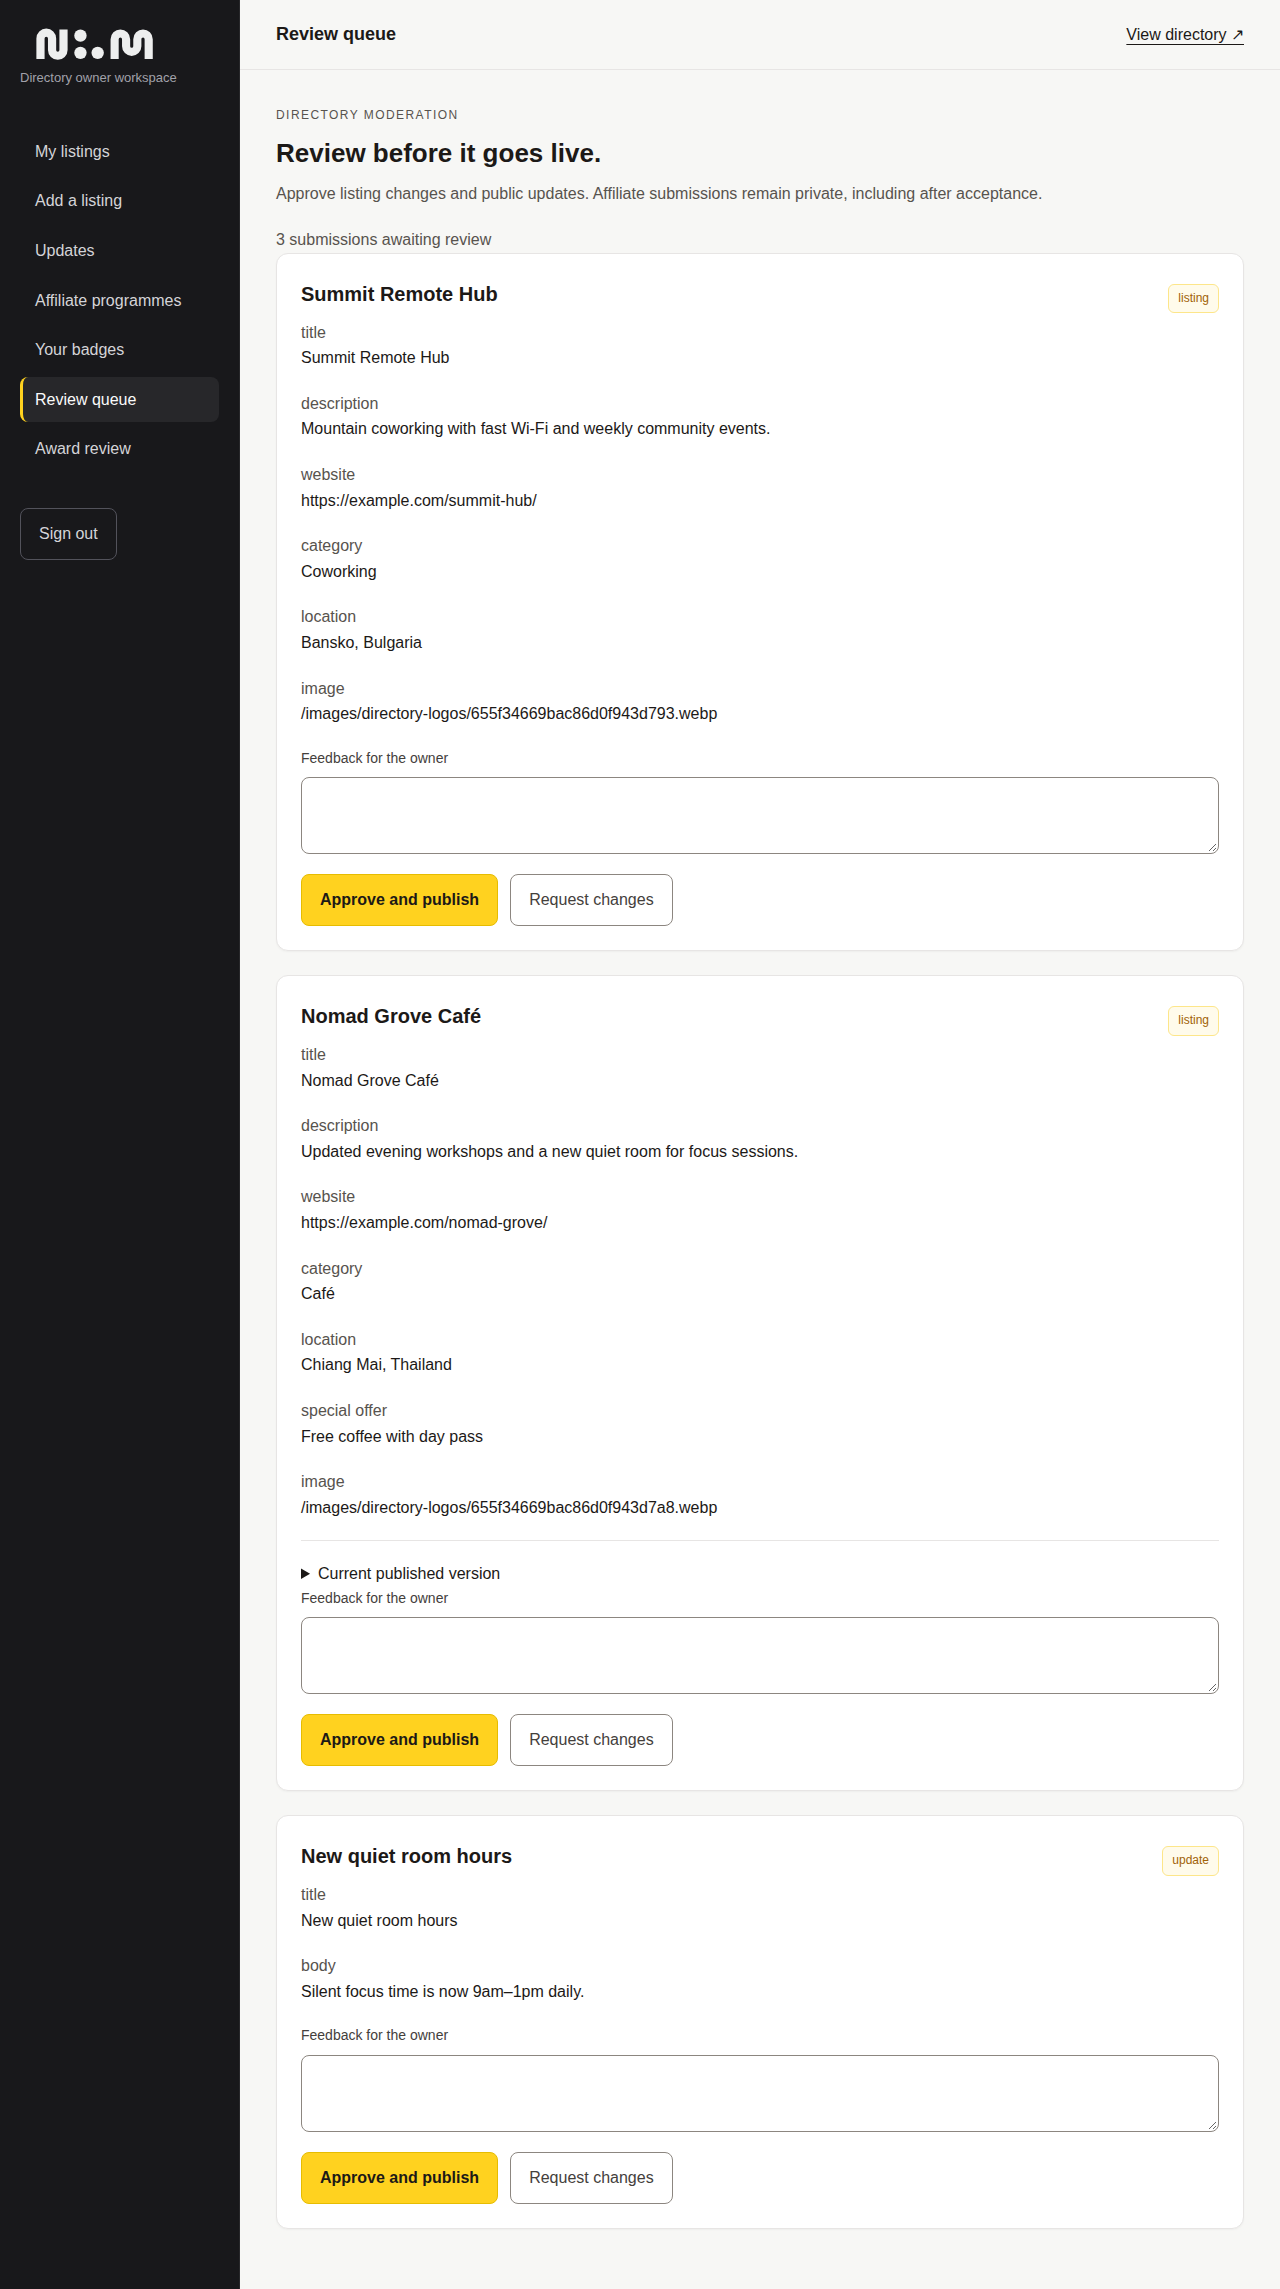 Directory owner workspace
My listings
Add a listing
Updates
Affiliate programmes
Your badges
Review queue
Award review
Sign out
Review queue
View directory ↗
DIRECTORY MODERATION
Review before it goes live.
Approve listing changes and public updates. Affiliate submissions remain private, including after acceptance.
3 submissions awaiting review
Summit Remote Hub
listing
title
Summit Remote Hub
description
Mountain coworking with fast Wi-Fi and weekly community events.
website
https://example.com/summit-hub/
category
Coworking
location
Bansko, Bulgaria
image
/images/directory-logos/655f34669bac86d0f943d793.webp
Feedback for the owner
Approve and publish
Request changes
Nomad Grove Café
listing
title
Nomad Grove Café
description
Updated evening workshops and a new quiet room for focus sessions.
website
https://example.com/nomad-grove/
category
Café
location
Chiang Mai, Thailand
special offer
Free coffee with day pass
image
/images/directory-logos/655f34669bac86d0f943d7a8.webp
Current published version
Feedback for the owner
Approve and publish
Request changes
New quiet room hours
update
title
New quiet room hours
body
Silent focus time is now 9am–1pm daily.
Feedback for the owner
Approve and publish
Request changes